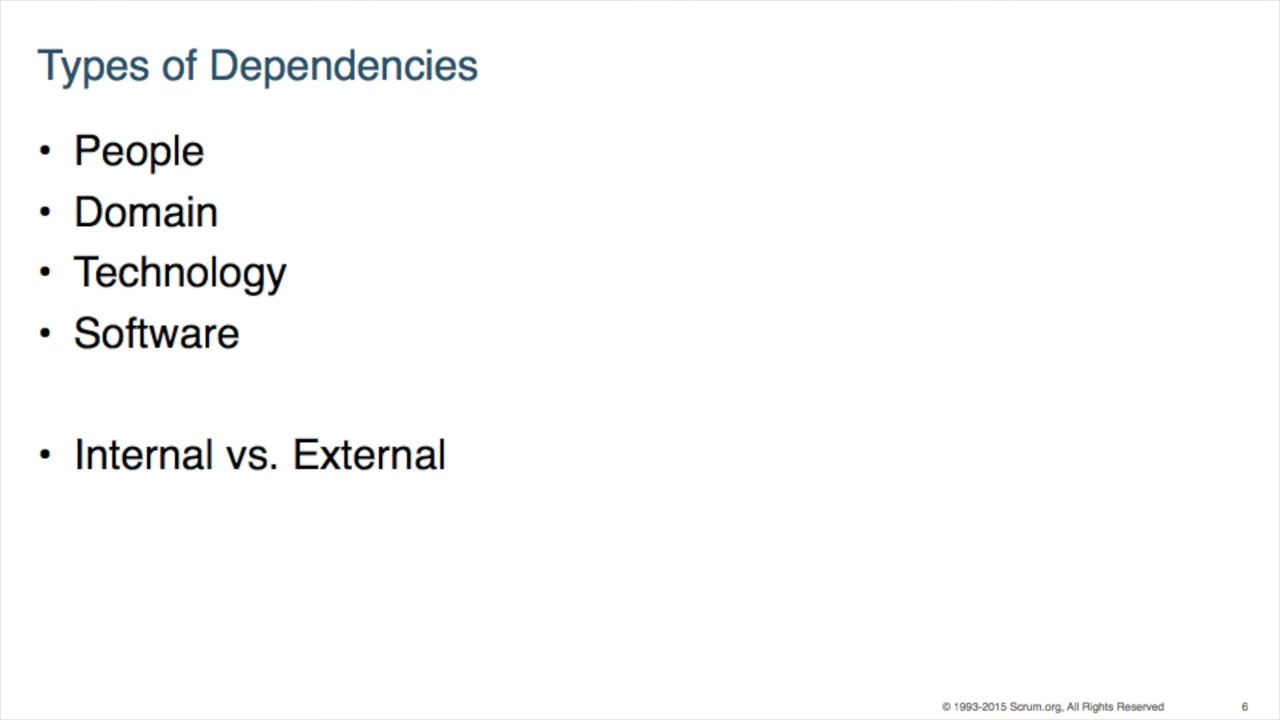 Types of Dependencies
• People
• Domain
• Technology
• Software
• Internal vs. External
© 1993-2015 Scrum.org, All Rights Reserved 6